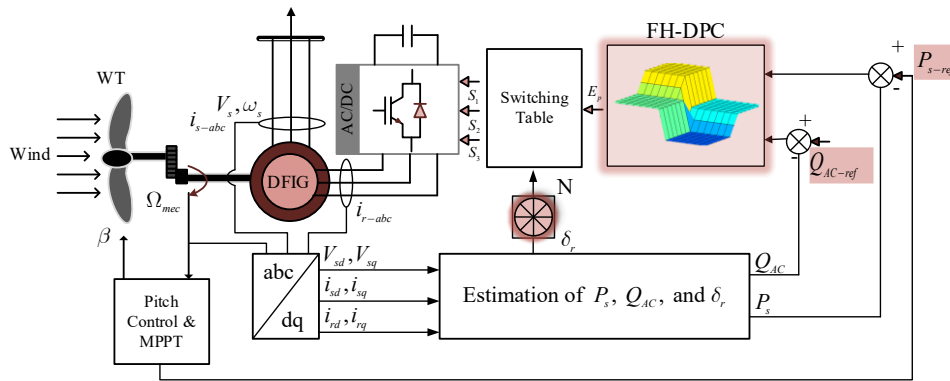 FH-DPC
P_{s-re}
+
-
WT
V_s, ω_s
i_{s-abc}
AC/DC
S_1
S_2
S_3
Switching
Table
E_p
+
-
Q_{AC-ref}
Wind
DFIG
Ω_{mec}
i_{r-abc}
N
δ_r
β
abc
dq
V_{sd}, V_{sq}
i_{sd}, i_{sq}
i_{rd}, i_{rq}
Estimation of P_s, Q_{AC}, and δ_r
Q_{AC}
P_s
Pitch
Control &
MPPT